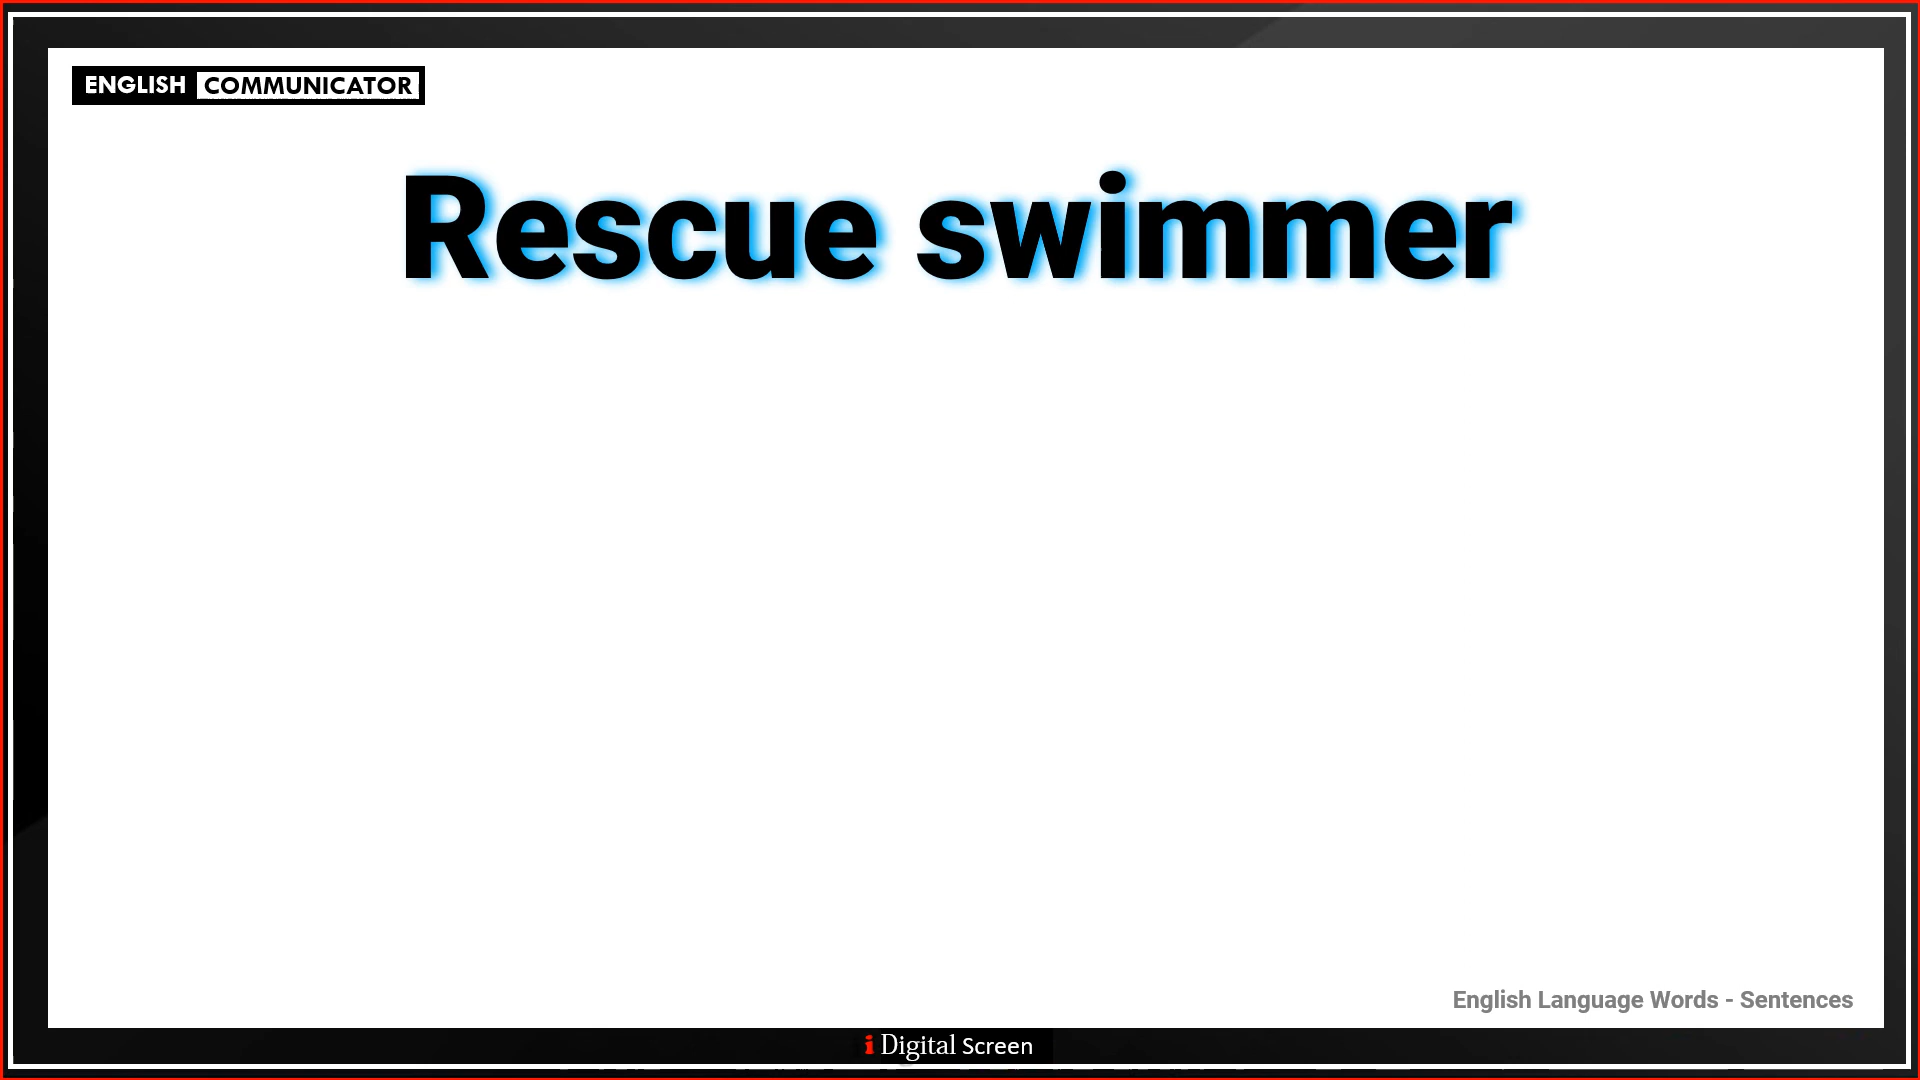 ENGLISH COMMUNICATOR
Rescue swimmer
English Language Words - Sentences
i Digital Screen